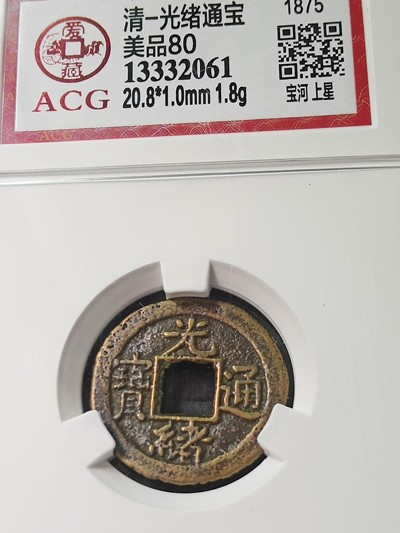 爱藏
ACG
清-光绪通宝
美品80
13332061
20.8*1.0mm 1.8g
1875
宝河 上星
光
緒
通
寶